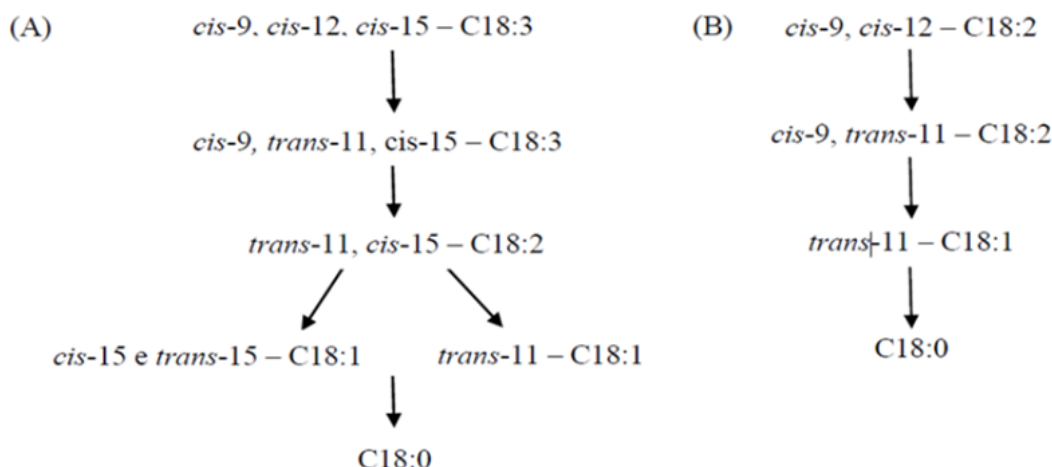 (A)
cis-9. cis-12. cis-15 – C18:3
cis-9, trans-11, cis-15 – C18:3
trans-11, cis-15 – C18:2
cis-15 e trans-15 – C18:1
trans-11 – C18:1
C18:0
(B)
cis-9, cis-12 – C18:2
cis-9, trans-11 – C18:2
trans-11 – C18:1
C18:0